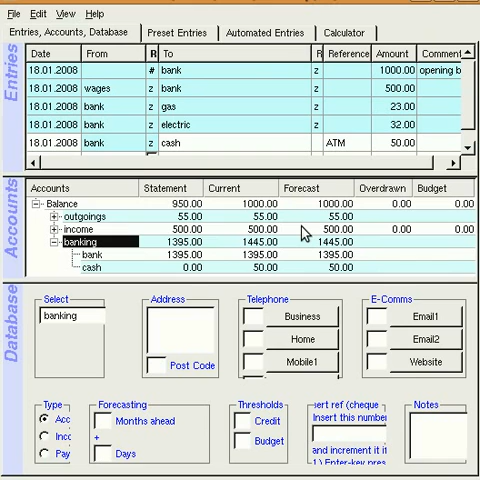 File Edit View Help
Entries, Accounts, Database Preset Entries Automated Entries Calculator
Entries
Date From R To R Reference Amount Comment
18.01.2008 # bank z 1000.00 opening b
18.01.2008 wages z bank z 500.00
18.01.2008 bank z gas z 23.00
18.01.2008 bank z electric z 32.00
18.01.2008 bank z cash ATM 50.00
Accounts
Accounts Statement Current Forecast Overdrawn Budget
Balance 950.00 1000.00 1000.00 0.00 0.00
outgoings 55.00 55.00 55.00
income 500.00 500.00 500.00 0.00 0.00
banking 1395.00 1445.00 1445.00
bank 1395.00 1395.00 1395.00
cash 0.00 50.00 50.00
Database
Select Address Telephone E-Comms
banking
Business Email1
Home Email2
Post Code Mobile1 Website
Type Forecasting Thresholds sert ref (cheque Notes
Acc Months ahead Credit Insert this number
Inco + Budget
Pay Days and increment it if
1.) Enter-key pres